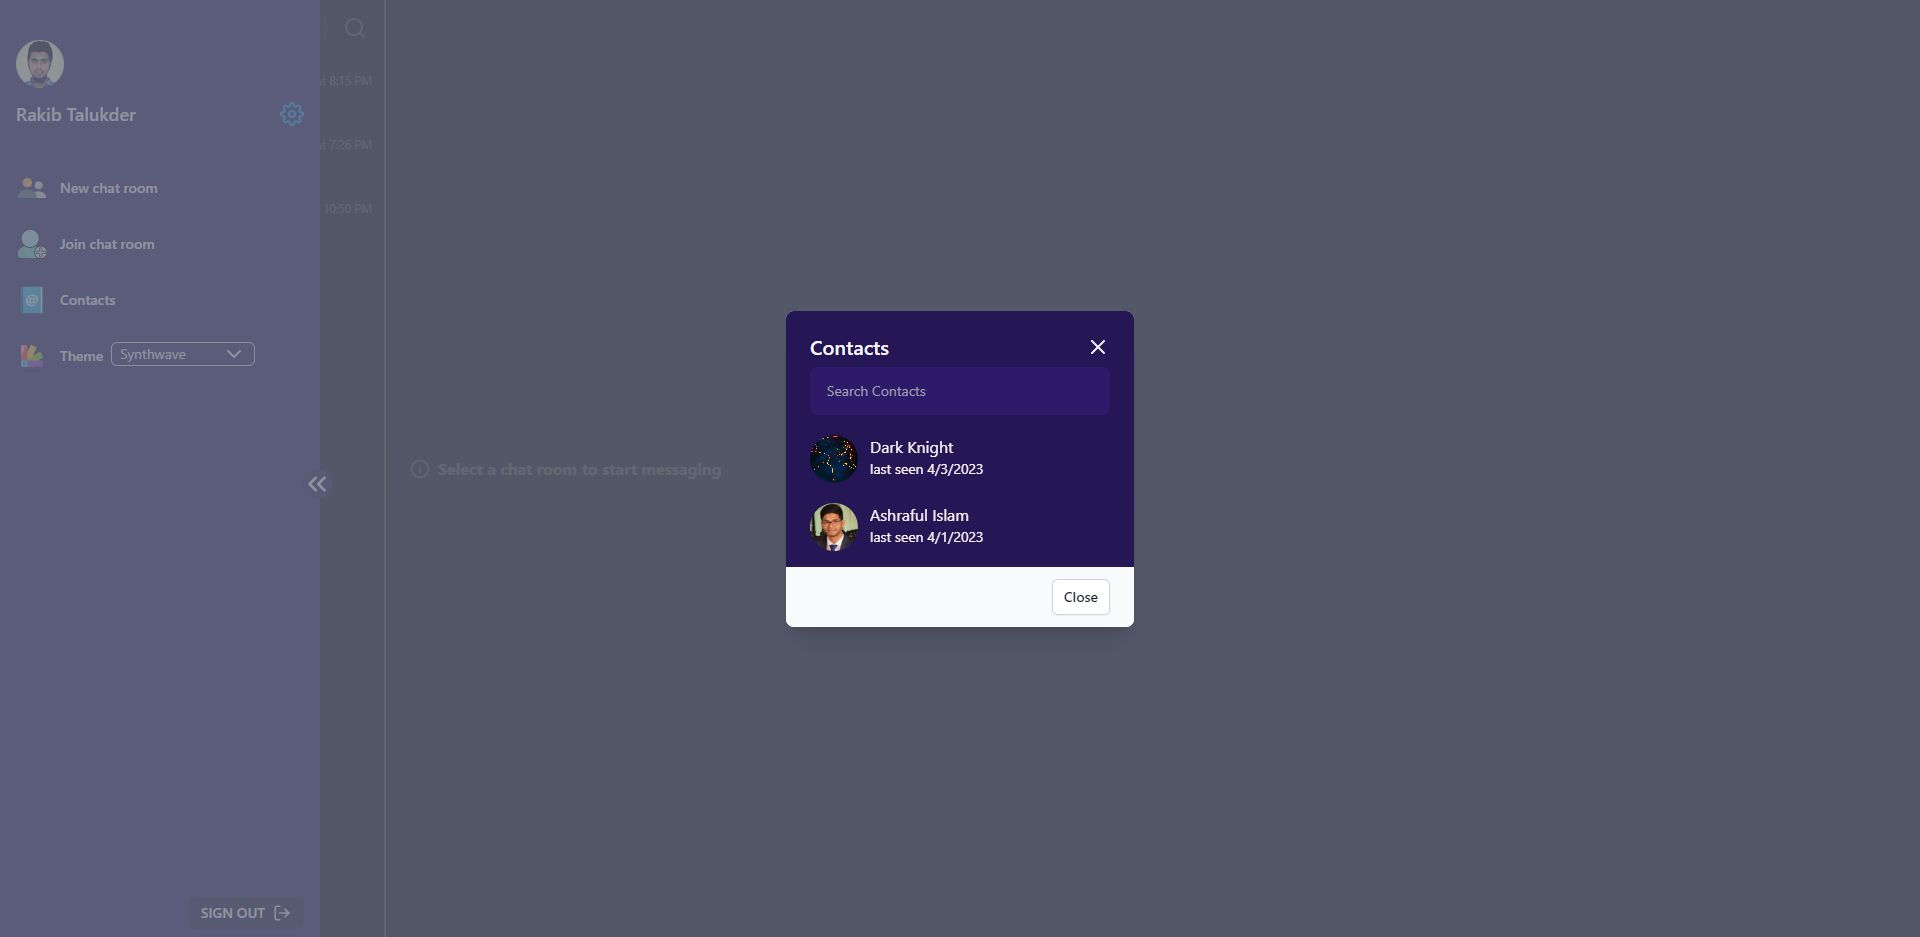 Rakib Talukder
New chat room
Join chat room
@
Contacts
Theme
Synthwave
SIGN OUT
at 8:15 PM
at 7:26 PM
10:50 PM
Select a chat room to start messaging
Contacts
Search Contacts
Dark Knight
last seen 4/3/2023
Ashraful Islam
last seen 4/1/2023
Close